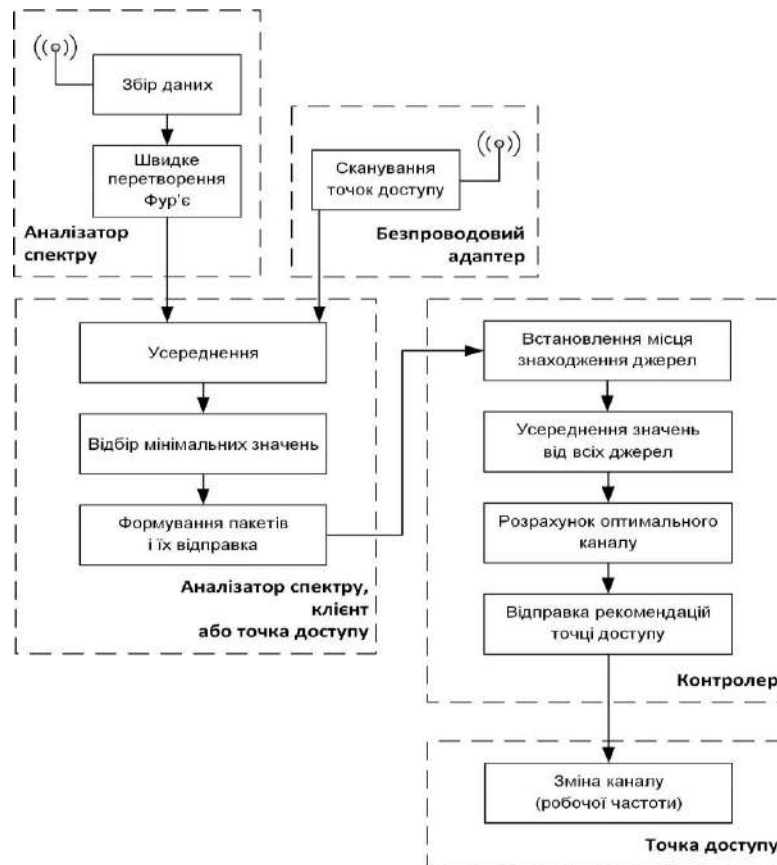 Збір даних
Швидке
перетворення
Фур'є
Аналізатор
спектру
Сканування
точок доступу
Безпроводовий
адаптер
Усереднення
Відбір мінімальних значень
Формування пакетів
і їх відправка
Аналізатор спектру,
клієнт
або точка доступу
Встановлення місця
знаходження джерел
Усереднення значень
від всіх джерел
Розрахунок оптимального
каналу
Відправка рекомендацій
точці доступу
Контролер
Зміна каналу
(робочої частоти)
Точка доступу